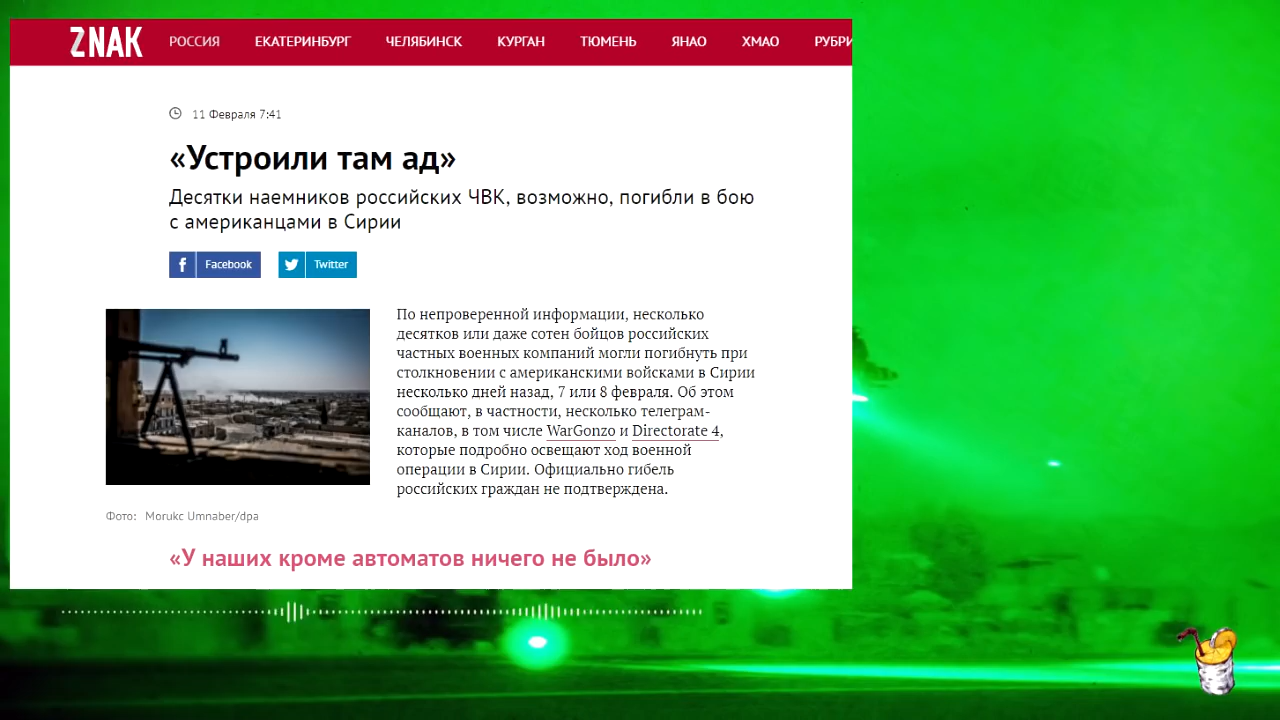 ZNAK РОССИЯ ЕКАТЕРИНБУРГ ЧЕЛЯБИНСК КУРГАН ТЮМЕНЬ ЯНАО ХМАО РУБРИ
11 Февраля 7:41
«Устроили там ад»
Десятки наемников российских ЧВК, возможно, погибли в бою
с американцами в Сирии
Facebook Twitter
По непроверенной информации, несколько
десятков или даже сотен бойцов российских
частных военных компаний могли погибнуть при
столкновении с американскими войсками в Сирии
несколько дней назад, 7 или 8 февраля. Об этом
сообщают, в частности, несколько телеграм-
каналов, в том числе WarGonzo и Directorate 4,
которые подробно освещают ход военной
операции в Сирии. Официально гибель
российских граждан не подтверждена.
Фото: Morukc Umnaber/dpa
«У наших кроме автоматов ничего не было»